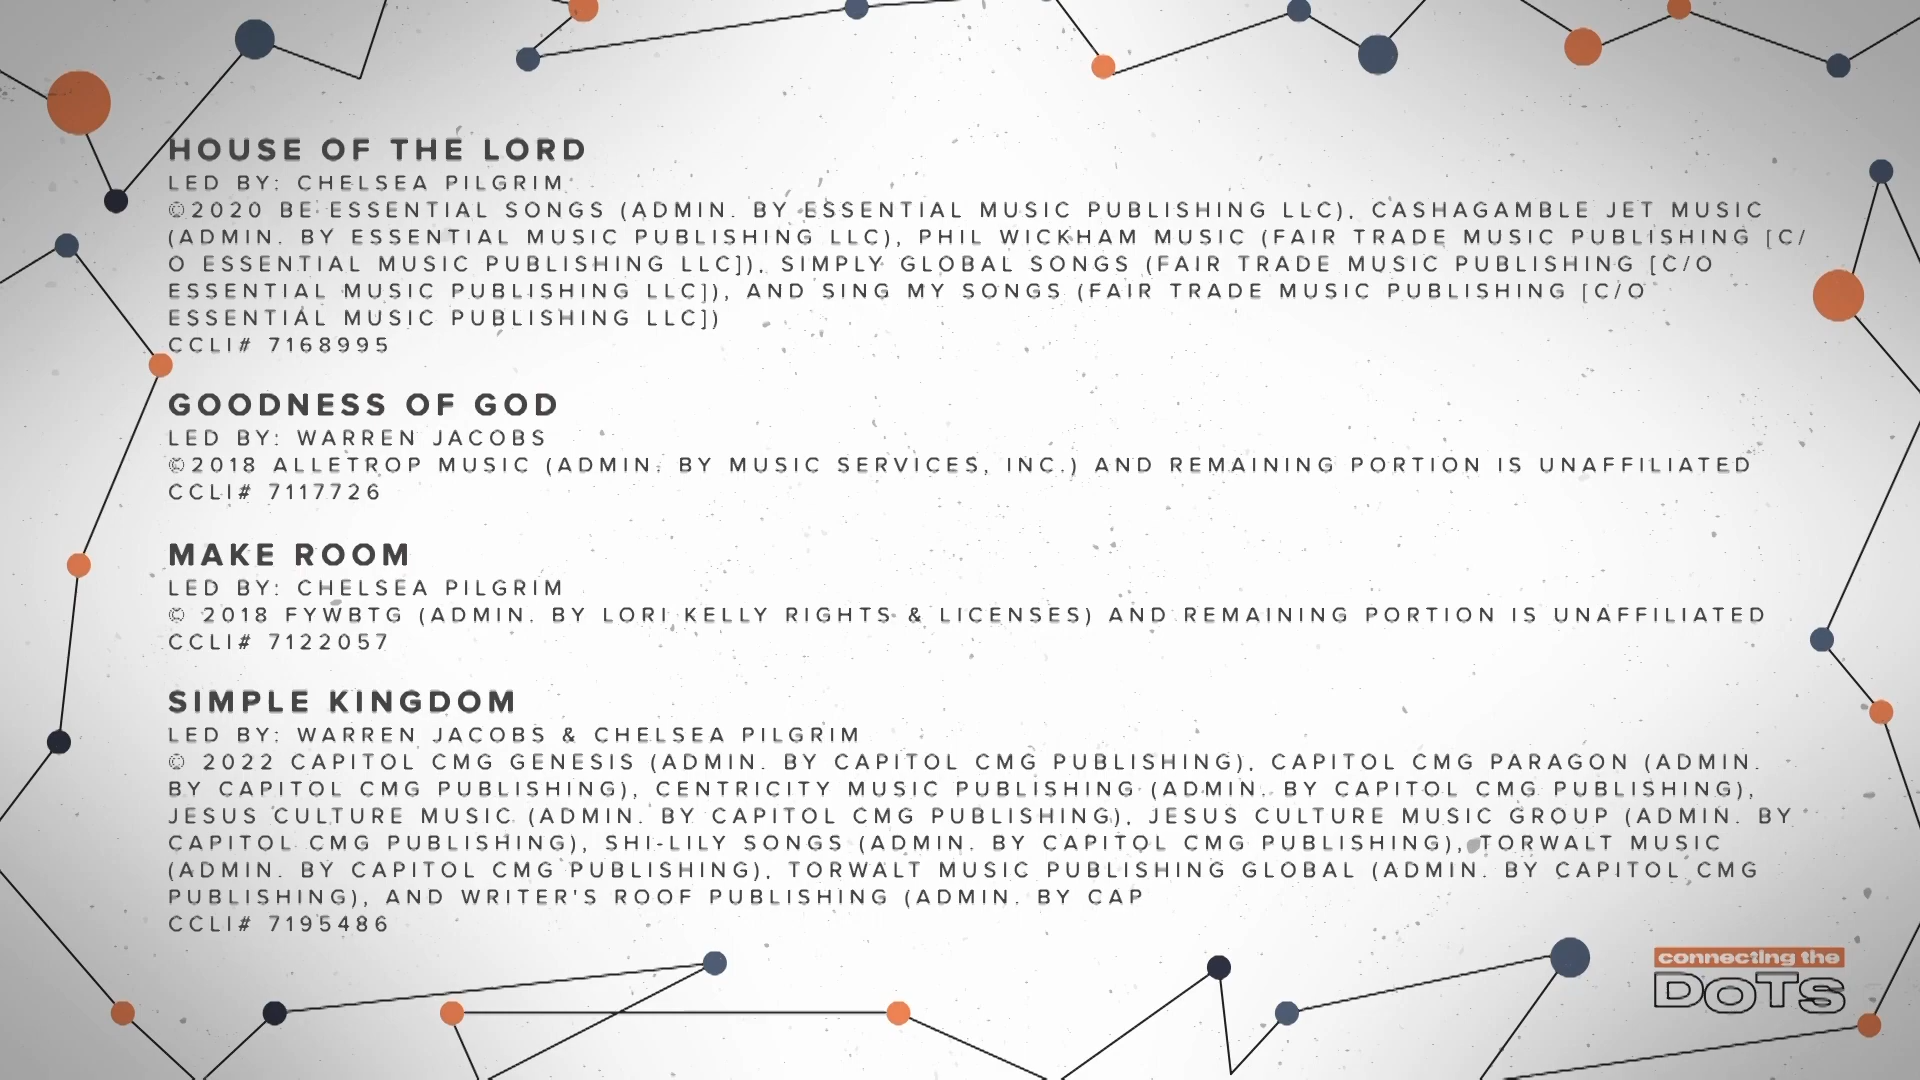 HOUSE OF THE LORD
LED BY: CHELSEA PILGRIM
©2020 BE ESSENTIAL SONGS (ADMIN. BY ESSENTIAL MUSIC PUBLISHING LLC), CASHAGAMBLE JET MUSIC
(ADMIN. BY ESSENTIAL MUSIC PUBLISHING LLC), PHIL WICKHAM MUSIC (FAIR TRADE MUSIC PUBLISHING [C/
O ESSENTIAL MUSIC PUBLISHING LLC]), SIMPLY GLOBAL SONGS (FAIR TRADE MUSIC PUBLISHING [C/O
ESSENTIAL MUSIC PUBLISHING LLC]), AND SING MY SONGS (FAIR TRADE MUSIC PUBLISHING [C/O
ESSENTIAL MUSIC PUBLISHING LLC])
CCLI# 7168995
GOODNESS OF GOD
LED BY: WARREN JACOBS
©2018 ALLETROP MUSIC (ADMIN. BY MUSIC SERVICES, INC.) AND REMAINING PORTION IS UNAFFILIATED
CCLI# 7117726
MAKE ROOM
LED BY: CHELSEA PILGRIM
© 2018 FYWBTG (ADMIN. BY LORI KELLY RIGHTS & LICENSES) AND REMAINING PORTION IS UNAFFILIATED
CCLI# 7122057
SIMPLE KINGDOM
LED BY: WARREN JACOBS & CHELSEA PILGRIM
© 2022 CAPITOL CMG GENESIS (ADMIN. BY CAPITOL CMG PUBLISHING), CAPITOL CMG PARAGON (ADMIN.
BY CAPITOL CMG PUBLISHING), CENTRICITY MUSIC PUBLISHING (ADMIN. BY CAPITOL CMG PUBLISHING),
JESUS CULTURE MUSIC (ADMIN. BY CAPITOL CMG PUBLISHING), JESUS CULTURE MUSIC GROUP (ADMIN. BY
CAPITOL CMG PUBLISHING), SHI-LILY SONGS (ADMIN. BY CAPITOL CMG PUBLISHING), TORWALT MUSIC
(ADMIN. BY CAPITOL CMG PUBLISHING), TORWALT MUSIC PUBLISHING GLOBAL (ADMIN. BY CAPITOL CMG
PUBLISHING), AND WRITER'S ROOF PUBLISHING (ADMIN. BY CAP
CCLI# 7195486
connecting the
DOTS